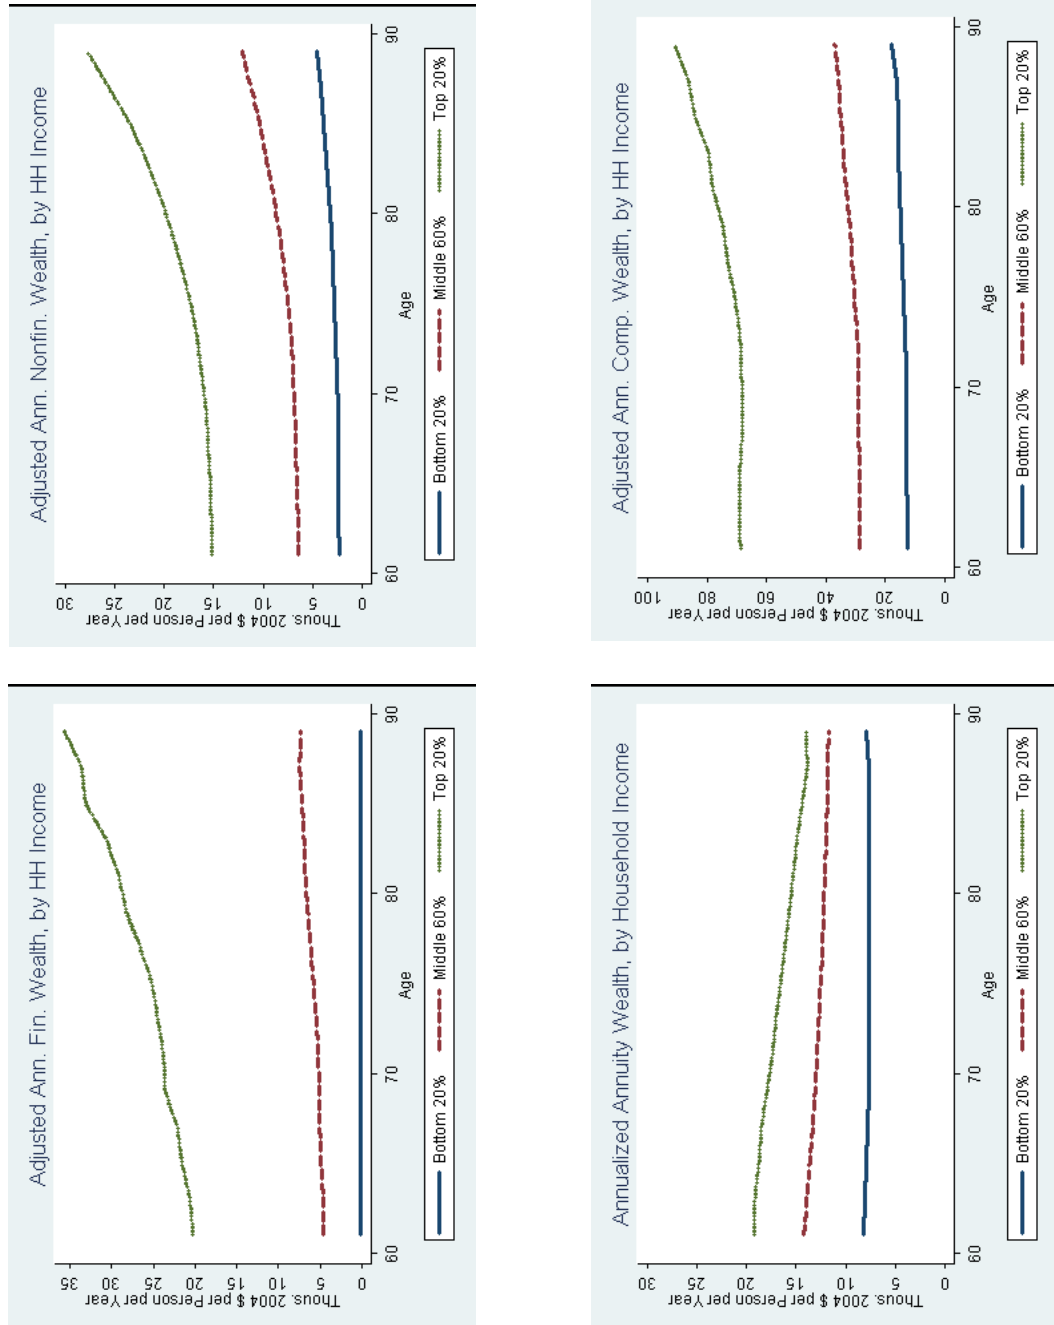 Adjusted Ann. Fin. Wealth, by HH Income
Thous. 2004 $ per Person per Year
35
30
25
20
15
10
5
0
60 70 80 90
Age
Bottom 20% Middle 60% Top 20%
Adjusted Ann. Nonfin. Wealth, by HH Income
Thous. 2004 $ per Person per Year
30
25
20
15
10
5
0
60 70 80 90
Age
Bottom 20% Middle 60% Top 20%
Annualized Annuity Wealth, by Household Income
Thous. 2004 $ per Person per Year
30
25
20
15
10
5
0
60 70 80 90
Age
Bottom 20% Middle 60% Top 20%
Adjusted Ann. Comp. Wealth, by HH Income
Thous. 2004 $ per Person per Year
100
80
60
40
20
0
60 70 80 90
Age
Bottom 20% Middle 60% Top 20%